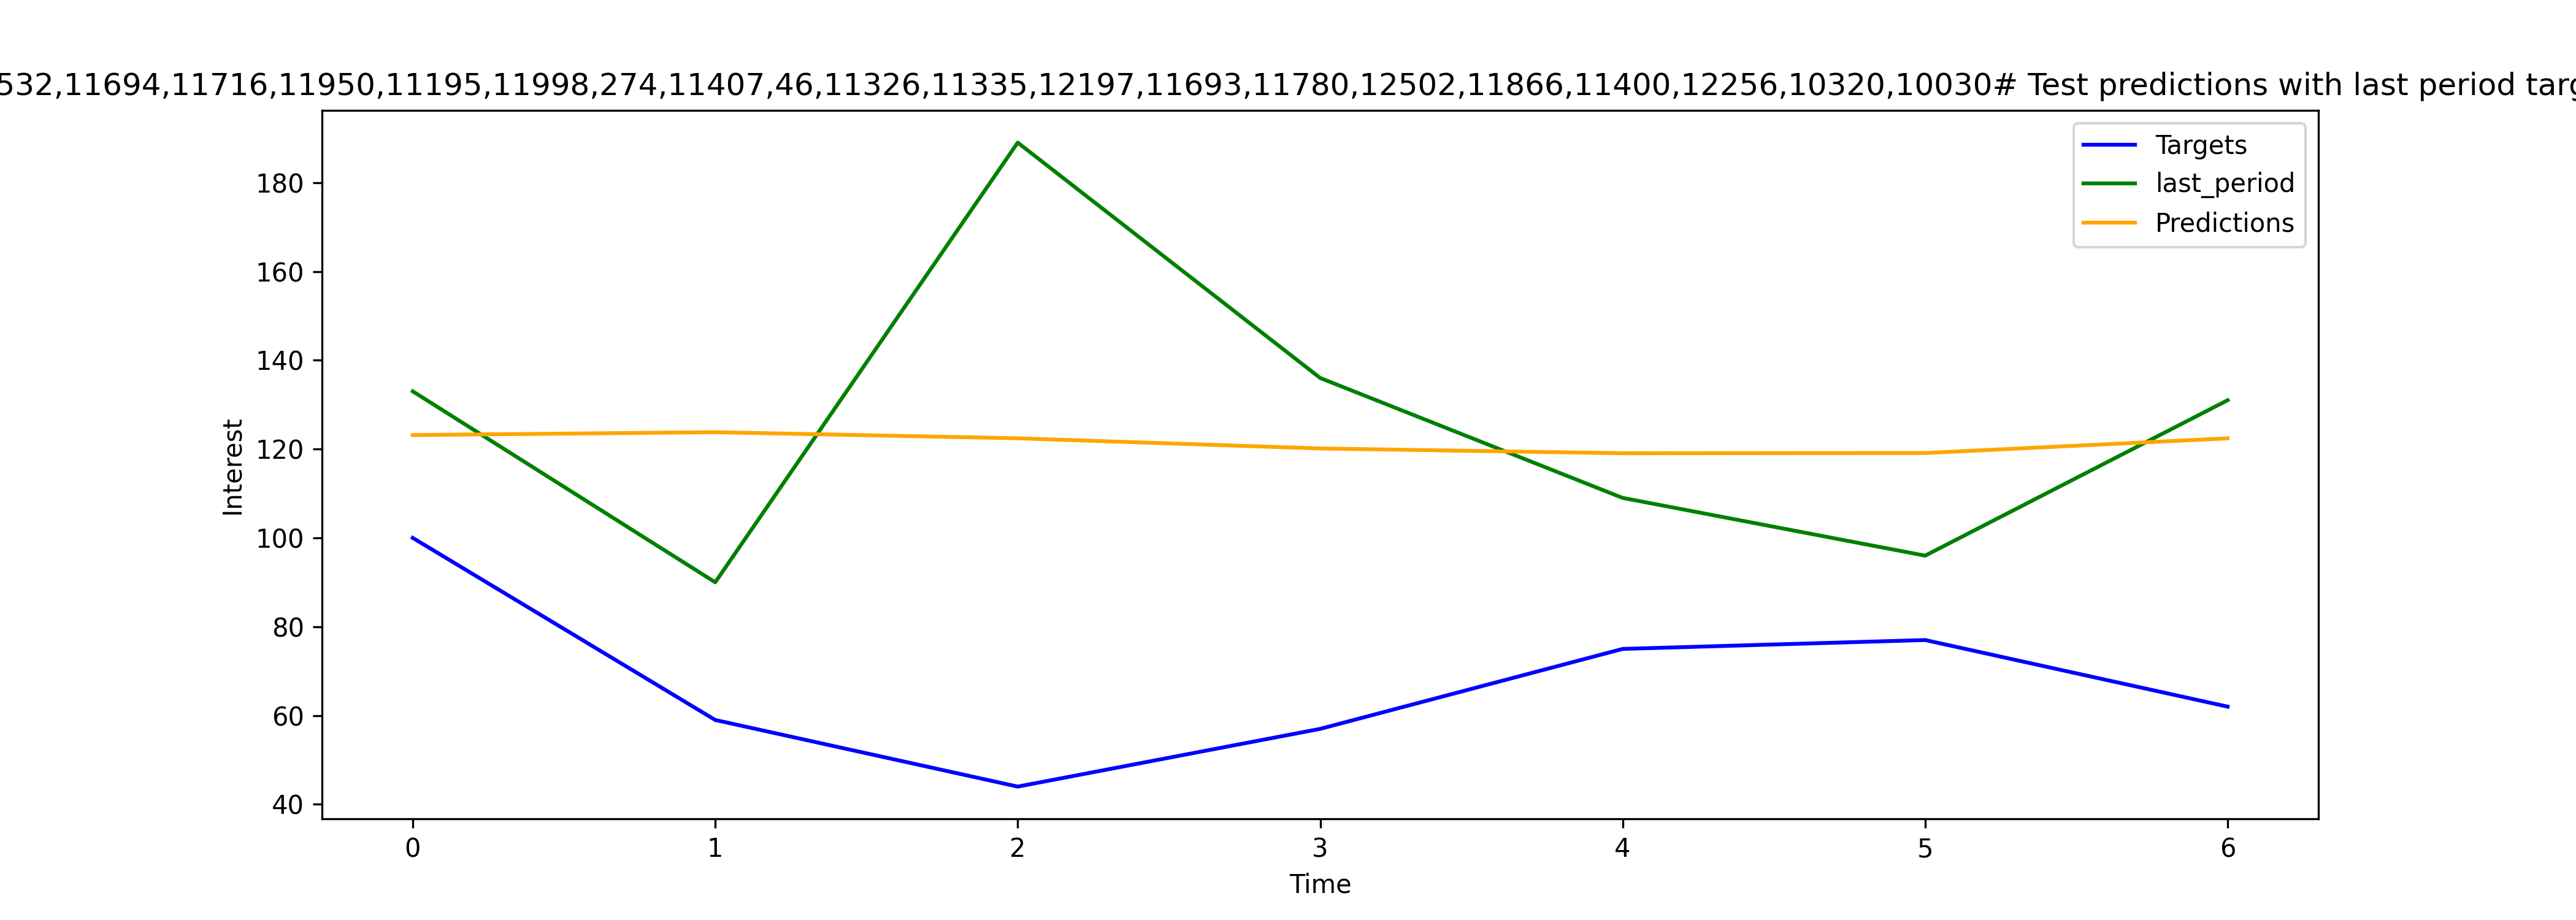 532,11694,11716,11950,11195,11998,274,11407,46,11326,11335,12197,11693,11780,12502,11866,11400,12256,10320,10030# Test predictions with last period targ
Targets
last_period
Predictions
180
160
140
120
100
80
60
40
Interest
0 1 2 3 4 5 6
Time